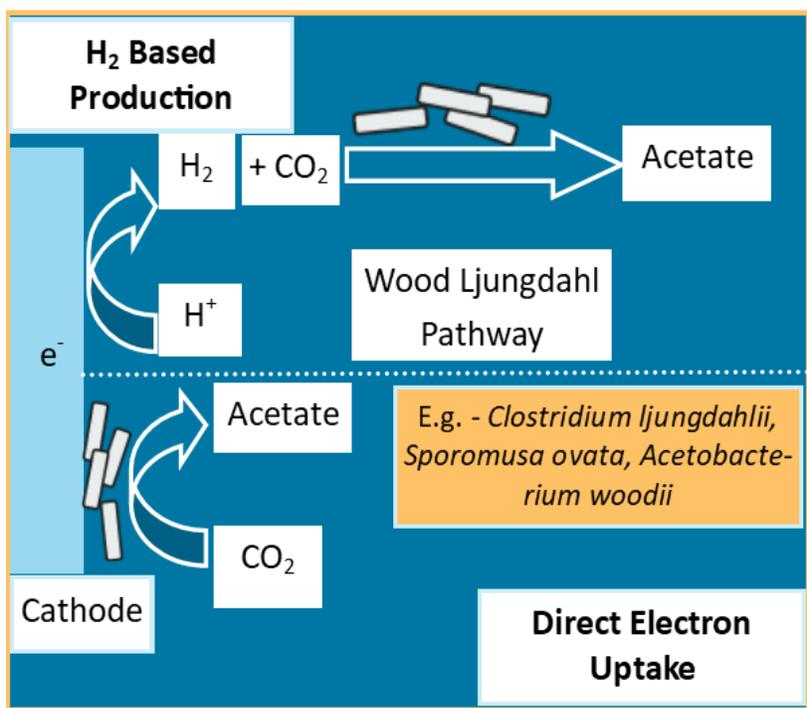 H₂ Based
Production
H₂
+ CO₂
Acetate
H⁺
Wood Ljungdahl
Pathway
e⁻
Acetate
E.g. - Clostridium ljungdahlii,
Sporomusa ovata, Acetobacte-
rium woodii
CO₂
Cathode
Direct Electron
Uptake